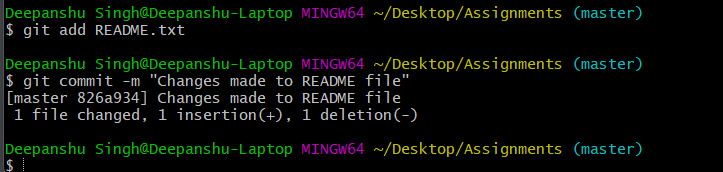 Deepanshu Singh@Deepanshu-Laptop MINGW64 ~/Desktop/Assignments (master)
$ git add README.txt
Deepanshu Singh@Deepanshu-Laptop MINGW64 ~/Desktop/Assignments (master)
$ git commit -m "Changes made to README file"
[master 826a934] Changes made to README file
 1 file changed, 1 insertion(+), 1 deletion(-)
Deepanshu Singh@Deepanshu-Laptop MINGW64 ~/Desktop/Assignments (master)
$